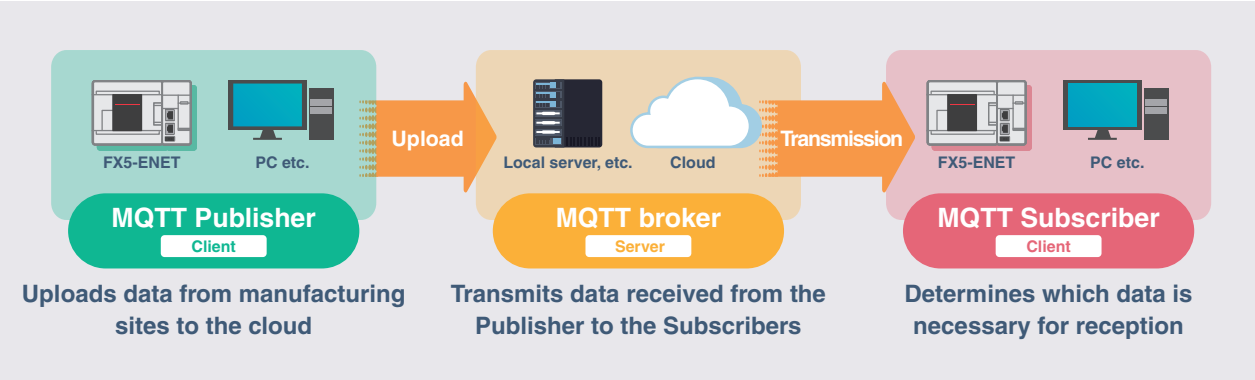 FX5-ENET
PC etc.
Upload
Local server, etc.
Cloud
Transmission
FX5-ENET
PC etc.
MQTT Publisher
Client
MQTT broker
Server
MQTT Subscriber
Client
Uploads data from manufacturing
sites to the cloud
Transmits data received from the
Publisher to the Subscribers
Determines which data is
necessary for reception